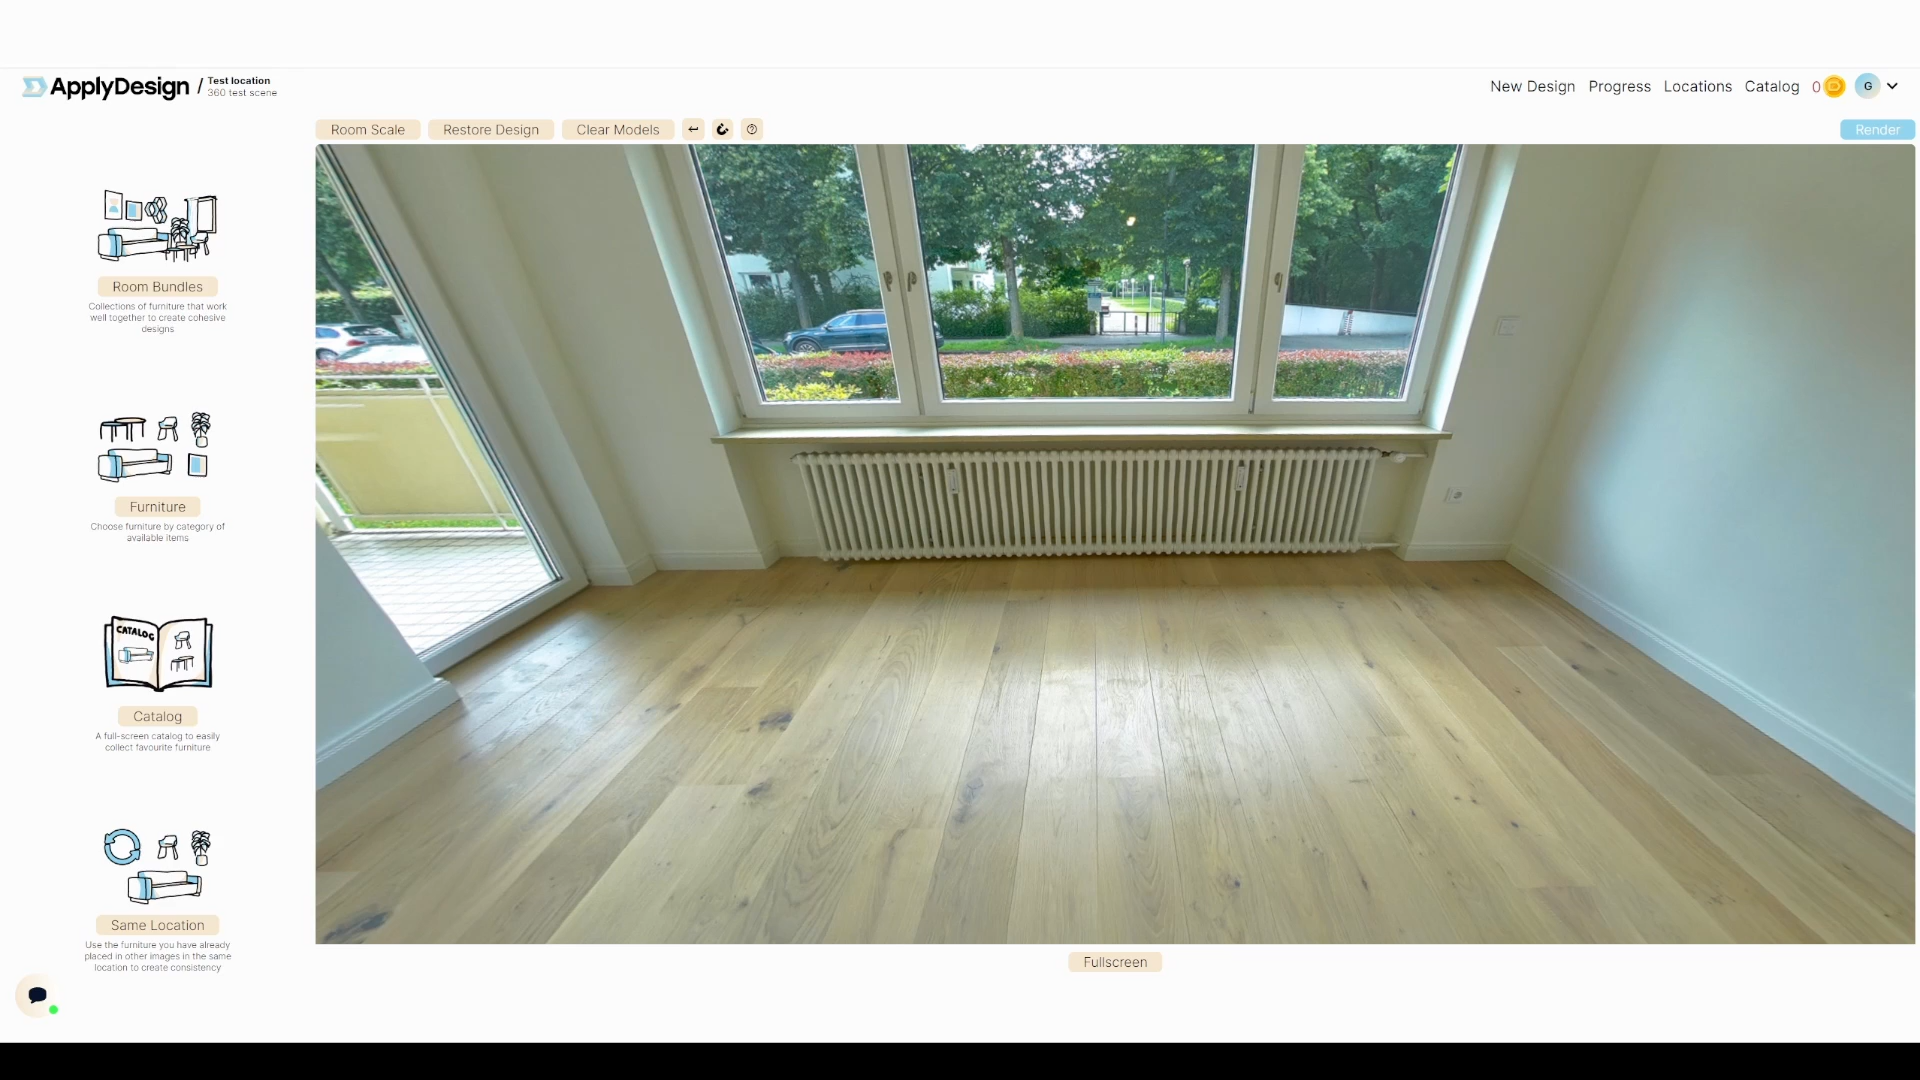 ApplyDesign / Test location
360 test scene
New Design Progress Locations Catalog 0 G
Room Scale Restore Design Clear Models Render
Room Bundles
Collections of furniture that work
well together to create cohesive
designs
Furniture
Choose furniture by category of
available items
CATALOG
Catalog
A full-screen catalog to easily
collect favourite furniture
Same Location
Use the furniture you have already
placed in other images in the same
location to create consistency
Fullscreen